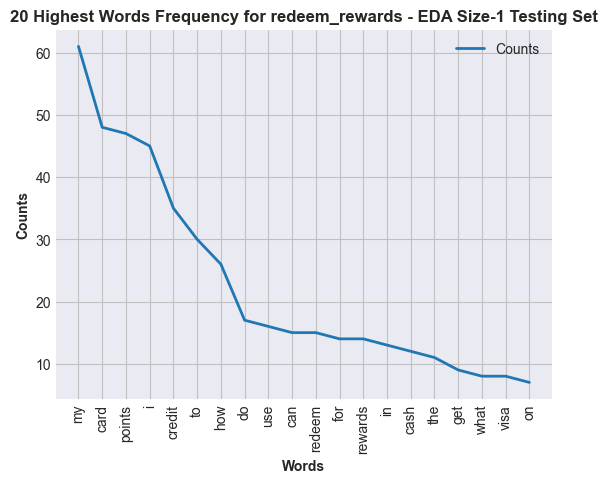 20 Highest Words Frequency for redeem_rewards - EDA Size-1 Testing Set
Counts
60
50
40
30
20
10
Counts
my
card
points
i
credit
to
how
do
use
can
redeem
for
rewards
in
cash
the
get
what
visa
on
Words